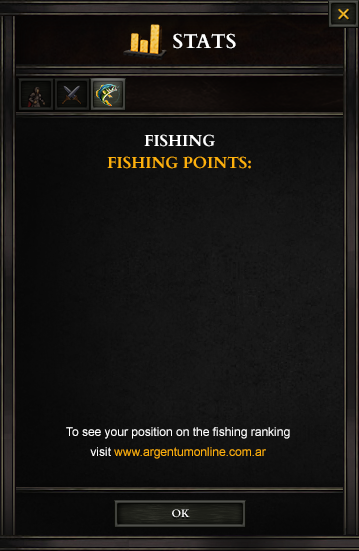 STATS
FISHING
FISHING POINTS:
To see your position on the fishing ranking
visit www.argentumonline.com.ar
OK